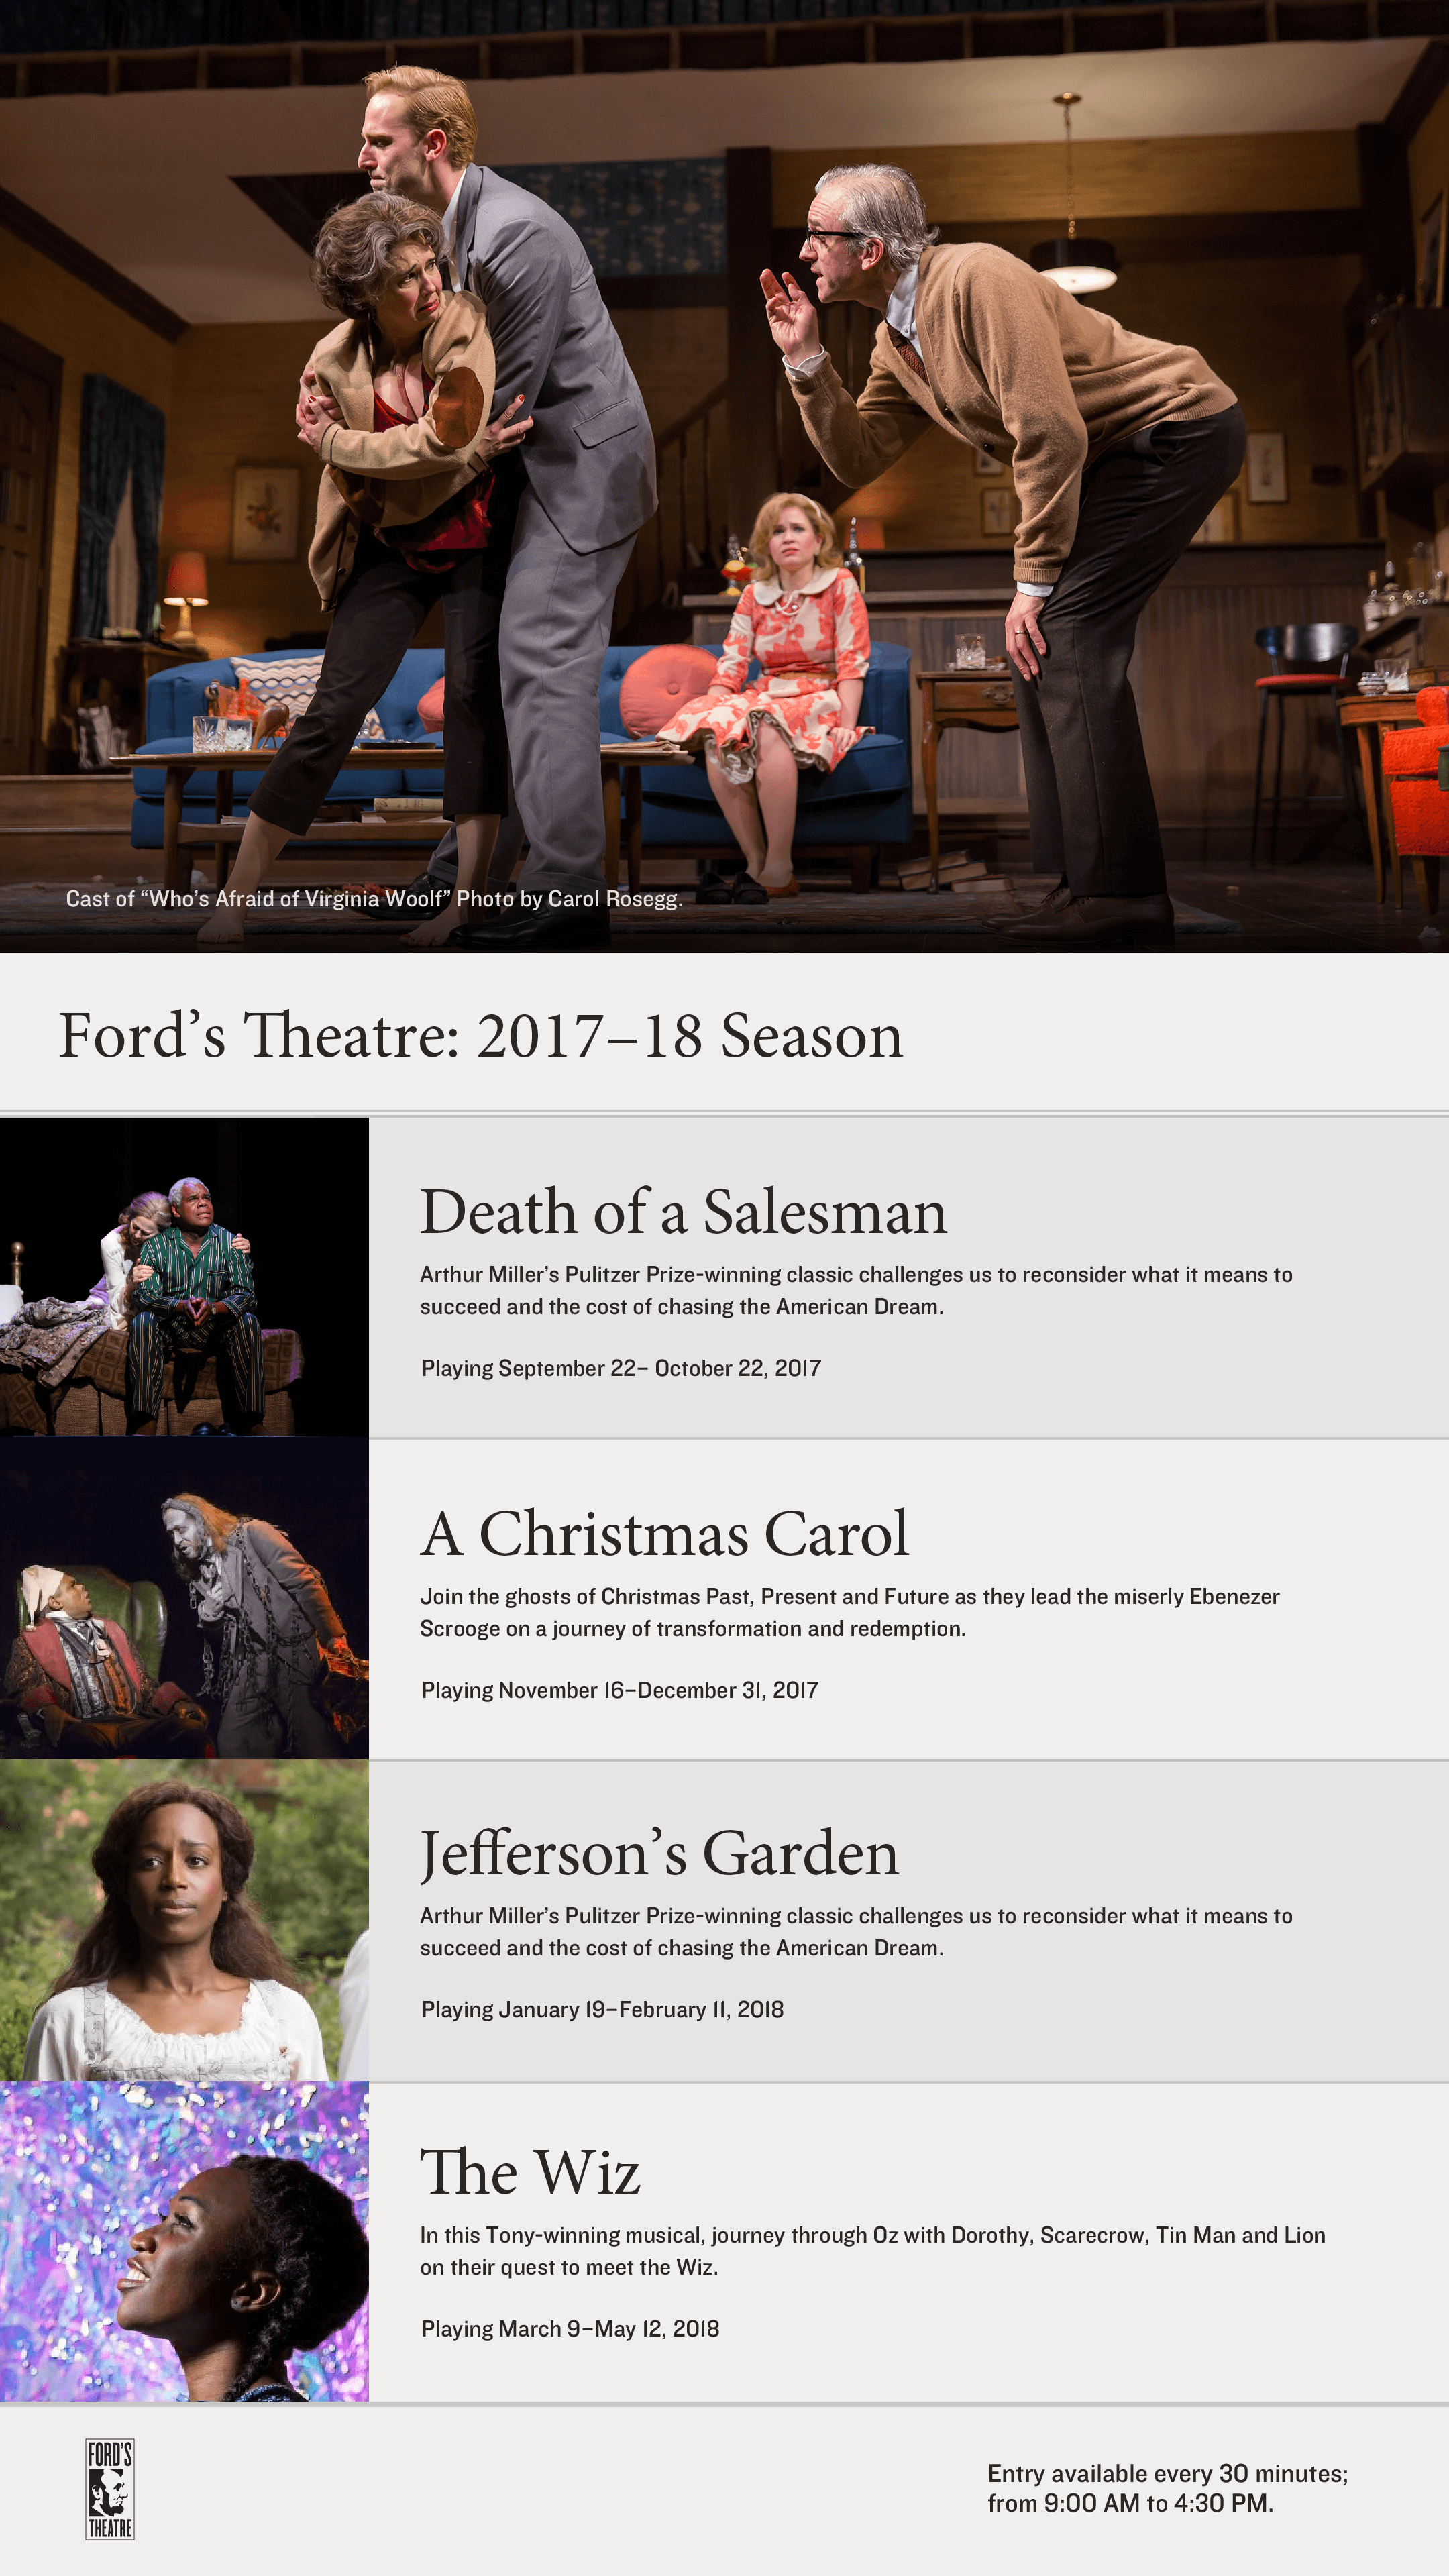 Cast of “Who’s Afraid of Virginia Woolf” Photo by Carol Rosegg.
Ford’s Theatre: 2017–18 Season
Death of a Salesman
Arthur Miller’s Pulitzer Prize-winning classic challenges us to reconsider what it means to
succeed and the cost of chasing the American Dream.
Playing September 22– October 22, 2017
A Christmas Carol
Join the ghosts of Christmas Past, Present and Future as they lead the miserly Ebenezer
Scrooge on a journey of transformation and redemption.
Playing November 16–December 31, 2017
Jefferson’s Garden
Arthur Miller’s Pulitzer Prize-winning classic challenges us to reconsider what it means to
succeed and the cost of chasing the American Dream.
Playing January 19–February 11, 2018
The Wiz
In this Tony-winning musical, journey through Oz with Dorothy, Scarecrow, Tin Man and Lion
on their quest to meet the Wiz.
Playing March 9–May 12, 2018
FORD’S
THEATRE
Entry available every 30 minutes;
from 9:00 AM to 4:30 PM.